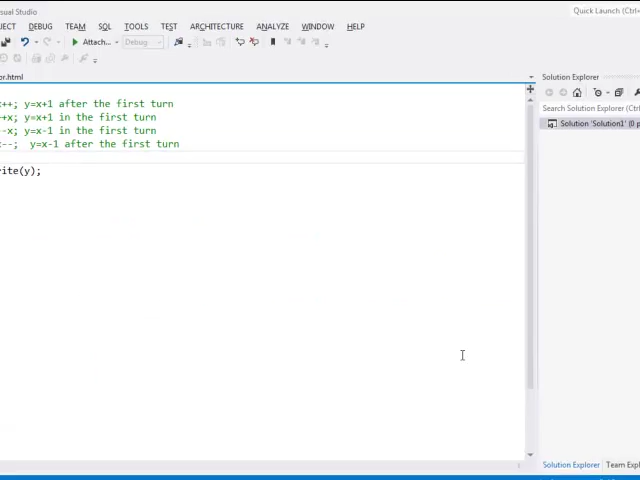 sual Studio
Quick Launch (Ctrl+
JECT DEBUG TEAM SQL TOOLS TEST ARCHITECTURE ANALYZE WINDOW HELP
Attach... Debug
or.html
Solution Explorer
x++; y=x+1 after the first turn
Search Solution Explorer (Ctrl
++x; y=x+1 in the first turn
Solution 'Solution1' (0 p
--x; y=x-1 in the first turn
x--;  y=x-1 after the first turn
rite(y);
Solution Explorer Team Expl